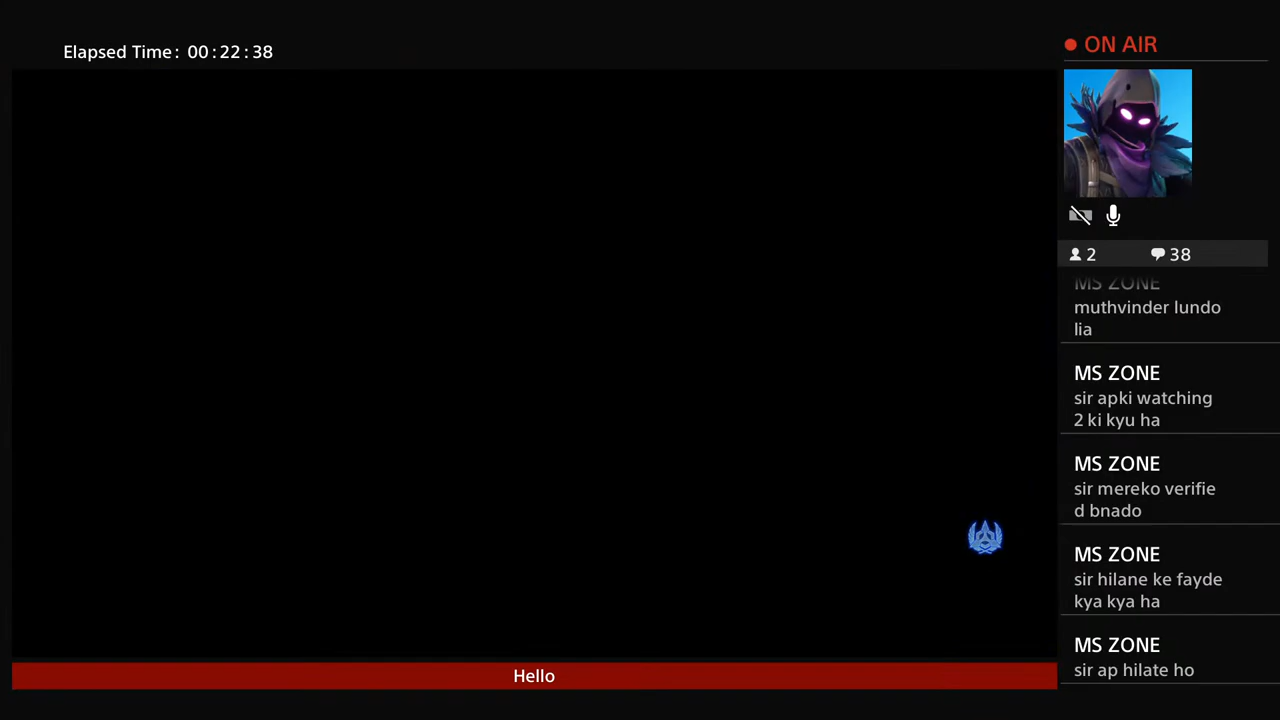 Elapsed Time: 00:22:38
ON AIR
2 38
MS ZONE
muthvinder lundo
lia
MS ZONE
sir apki watching
2 ki kyu ha
MS ZONE
sir mereko verifie
d bnado
MS ZONE
sir hilane ke fayde
kya kya ha
MS ZONE
sir ap hilate ho
Hello